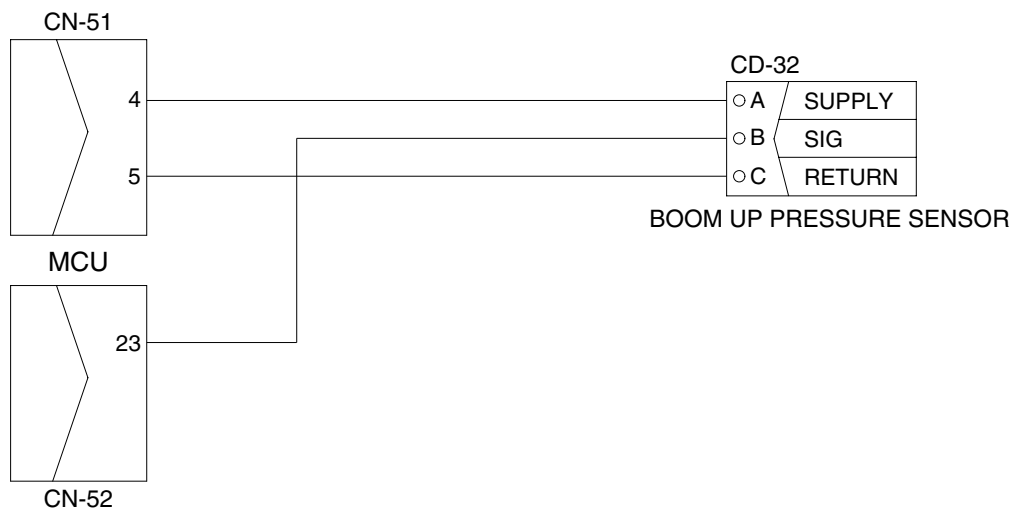 CN-51
4
5
MCU
23
CN-52
CD-32
A SUPPLY
B SIG
C RETURN
BOOM UP PRESSURE SENSOR